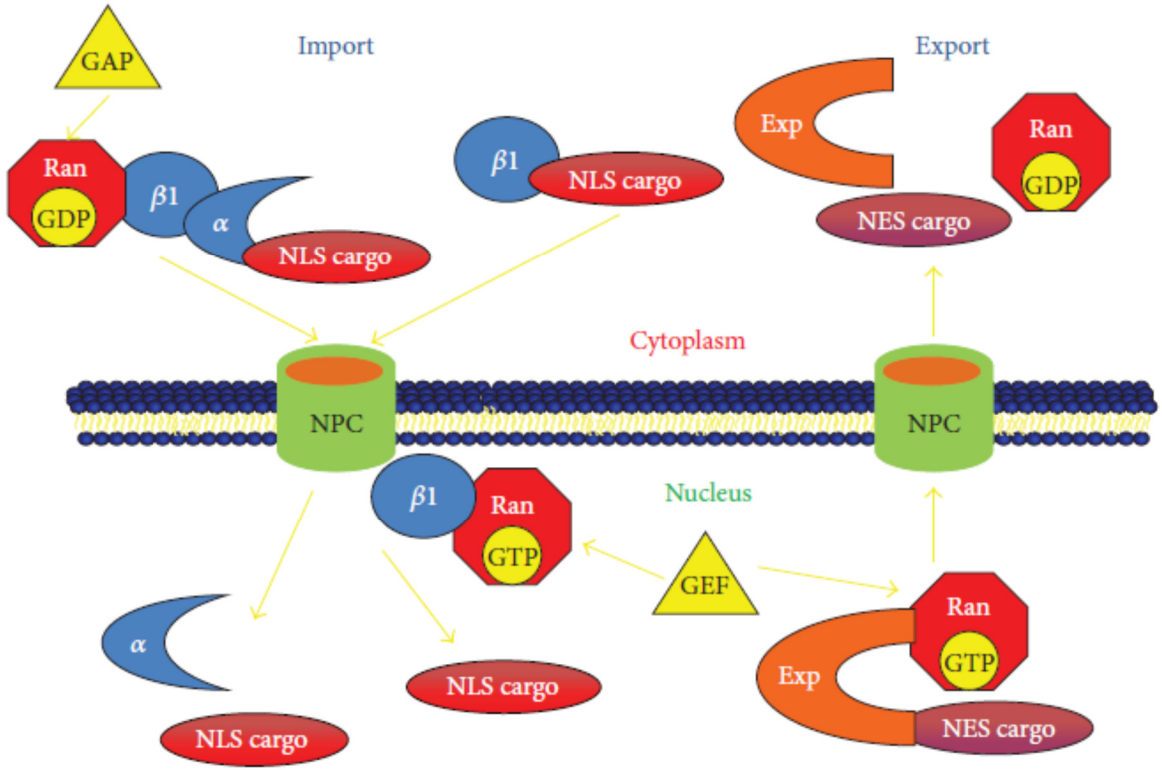 Import
Export
GAP
Ran
GDP
β1
α
NLS cargo
β1
NLS cargo
Exp
Ran
GDP
NES cargo
Cytoplasm
NPC
NPC
β1
Ran
GTP
Nucleus
GEF
α
NLS cargo
NLS cargo
Ran
GTP
Exp
NES cargo